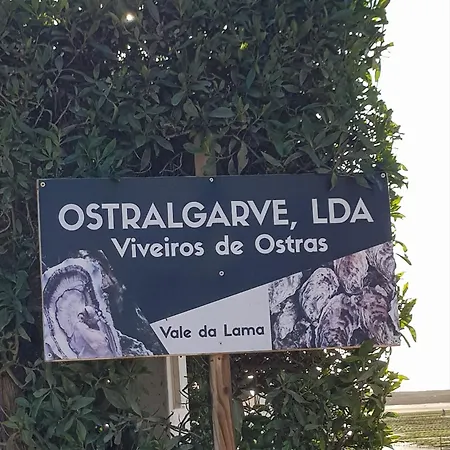 OSTRALGARVE, LDA
Viveiros de Ostras
Vale da Lama